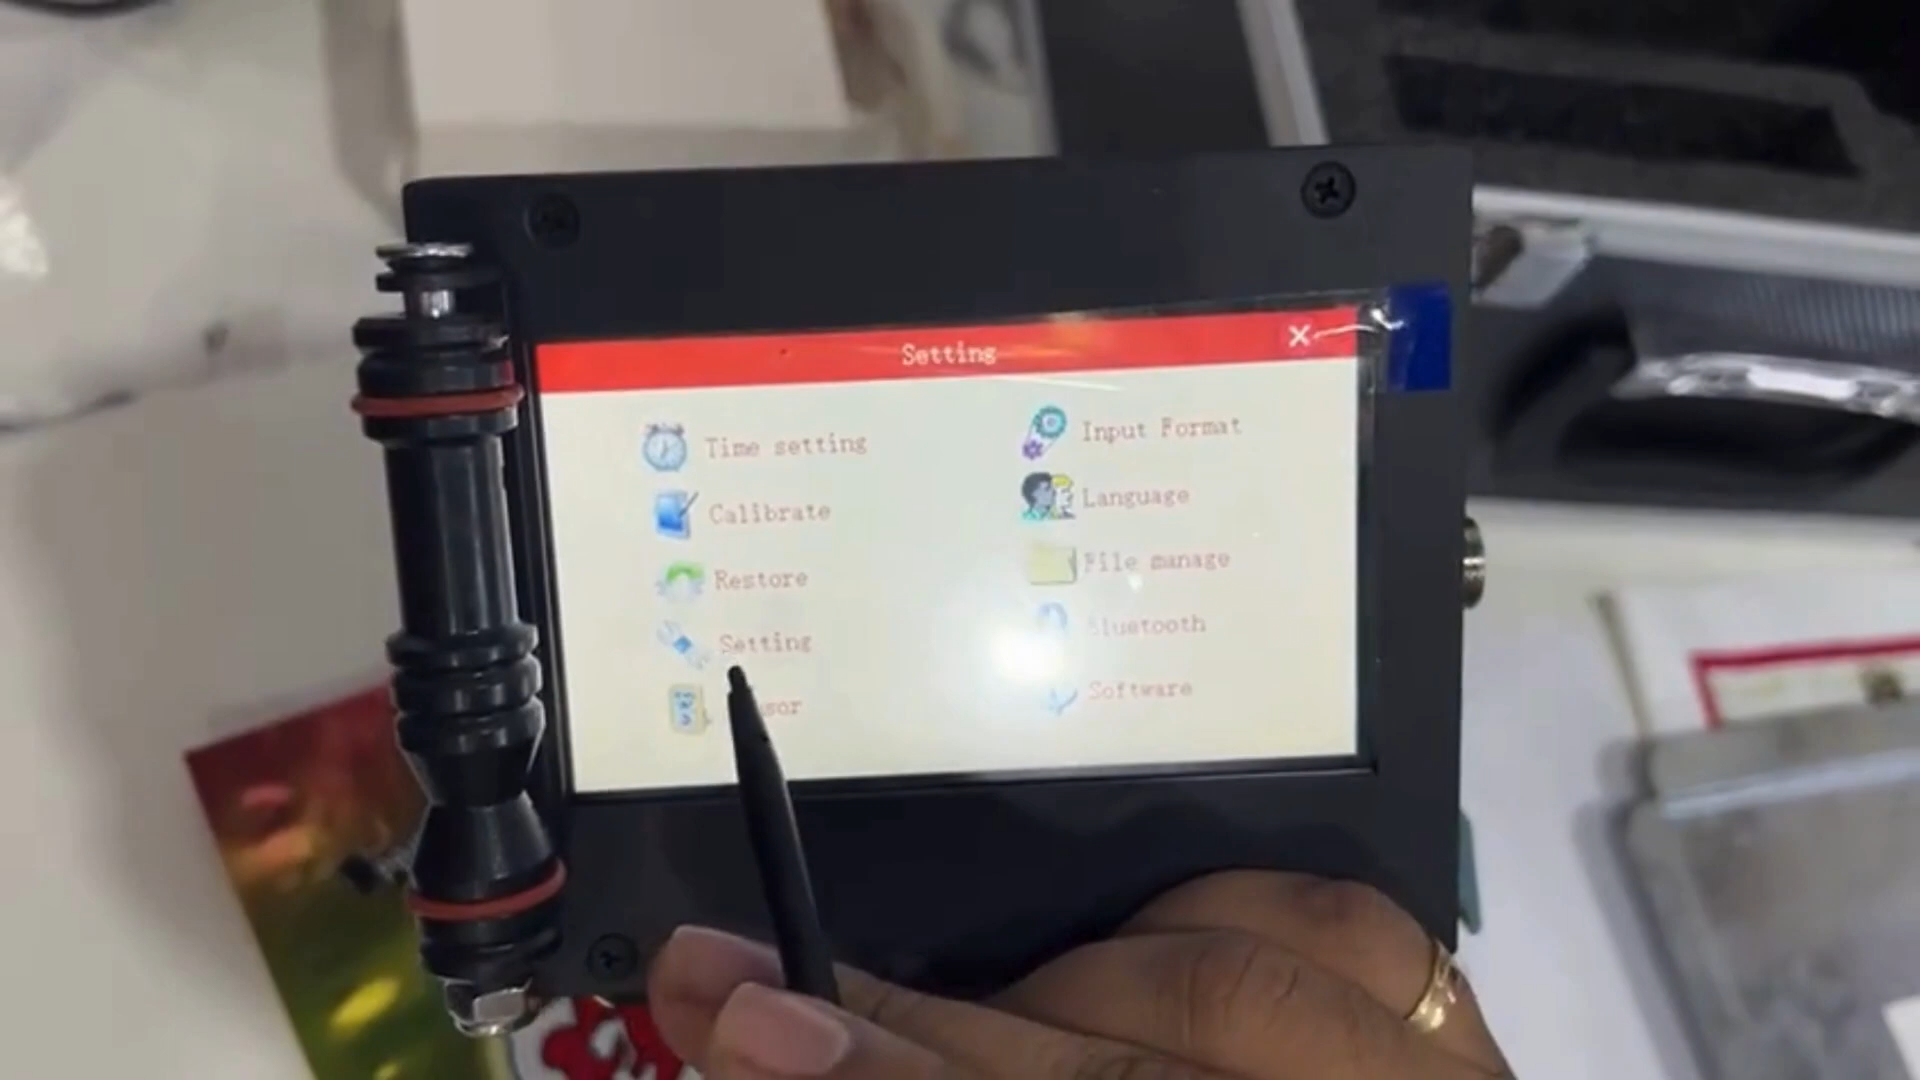 Setting
Time setting
Calibrate
Restore
Setting
Input Format
Language
File manage
Bluetooth
Software